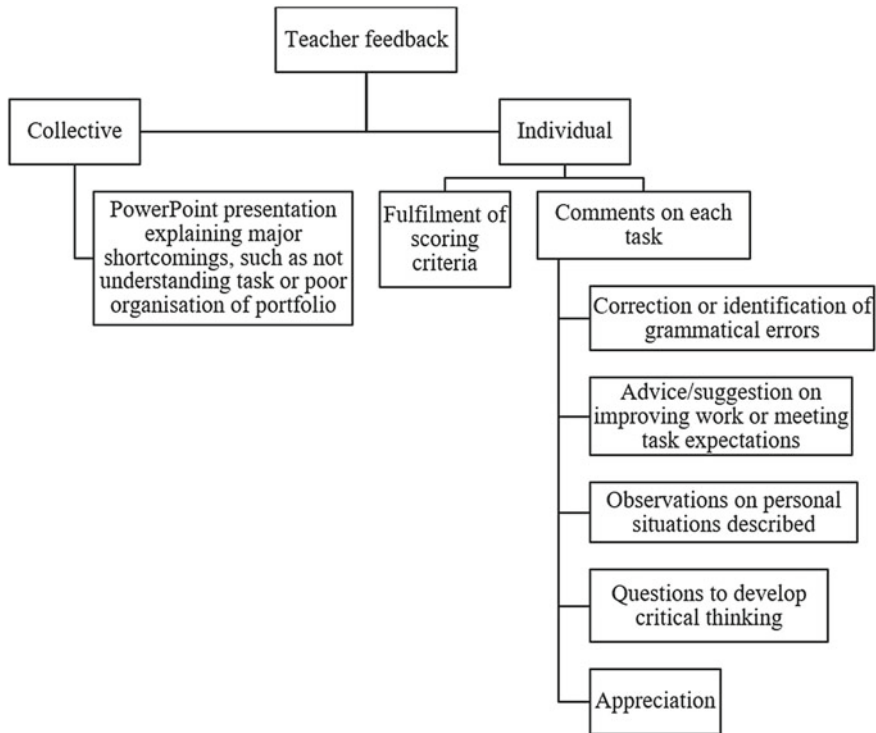 Teacher feedback
Collective
Individual
PowerPoint presentation
explaining major
shortcomings, such as not
understanding task or poor
organisation of portfolio
Fulfilment of
scoring criteria
Comments on each
task
Correction or identification of
grammatical errors
Advice/suggestion on
improving work or meeting
task expectations
Observations on personal
situations described
Questions to develop
critical thinking
Appreciation